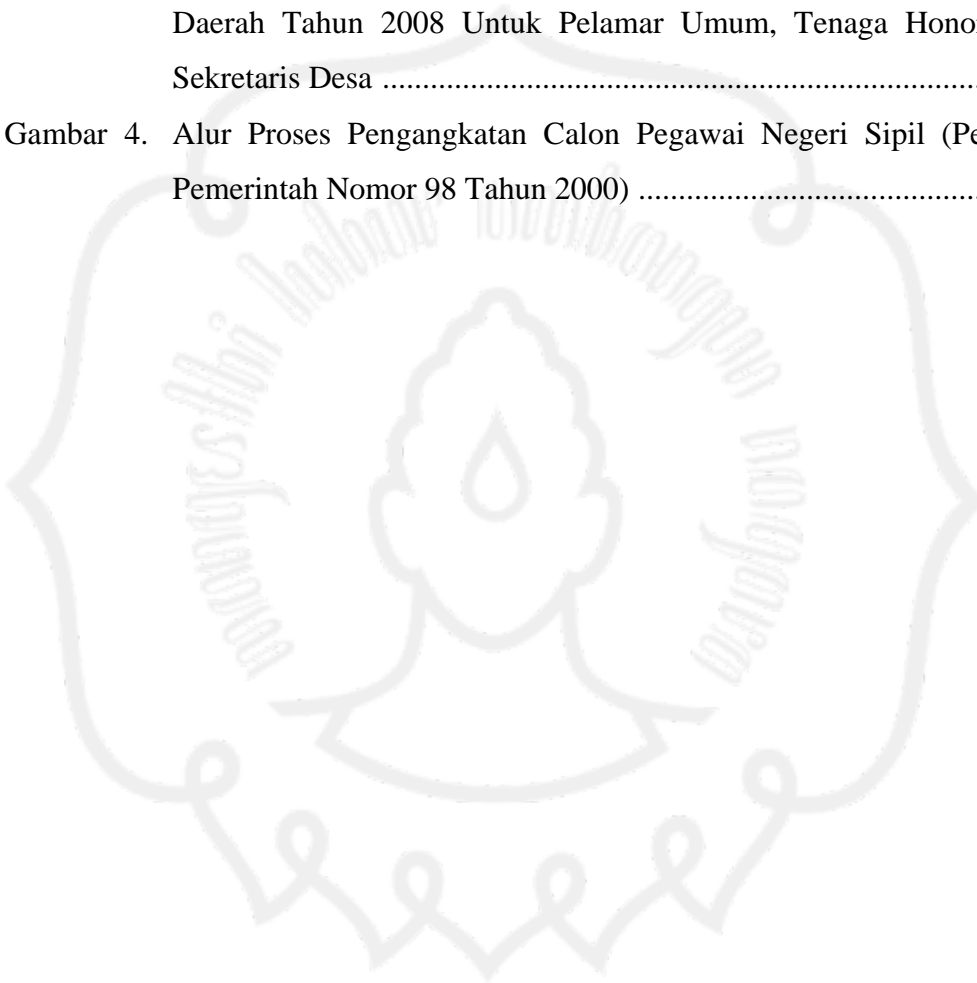 Daerah Tahun 2008 Untuk Pelamar Umum, Tenaga Honor
Sekretaris Desa ..........................................................................
Gambar 4. Alur Proses Pengangkatan Calon Pegawai Negeri Sipil (Pe
Pemerintah Nomor 98 Tahun 2000) ..........................................